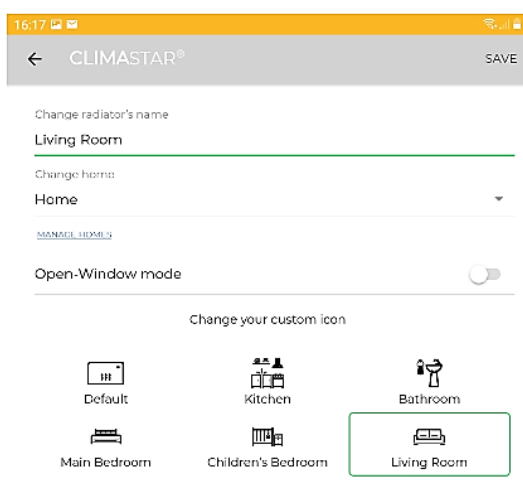 16:17
CLIMASTAR®
SAVE
Change radiator's name
Living Room
Change home
Home
MANAGE HOMES
Open-Window mode
Change your custom icon
Default Kitchen Bathroom
Main Bedroom Children's Bedroom Living Room